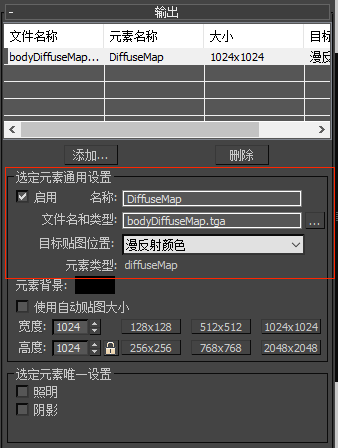 - 输出
文件名称 元素名称 大小 目标
bodyDiffuseMap... DiffuseMap 1024x1024 漫反
添加... 删除
选定元素通用设置
启用 名称: DiffuseMap
文件名和类型: bodyDiffuseMap.tga ...
目标贴图位置: 漫反射颜色
元素类型: diffuseMap
元素背景:
使用自动贴图大小
宽度: 1024 128x128 512x512 1024x1024
高度: 1024 256x256 768x768 2048x2048
选定元素唯一设置
照明
阴影